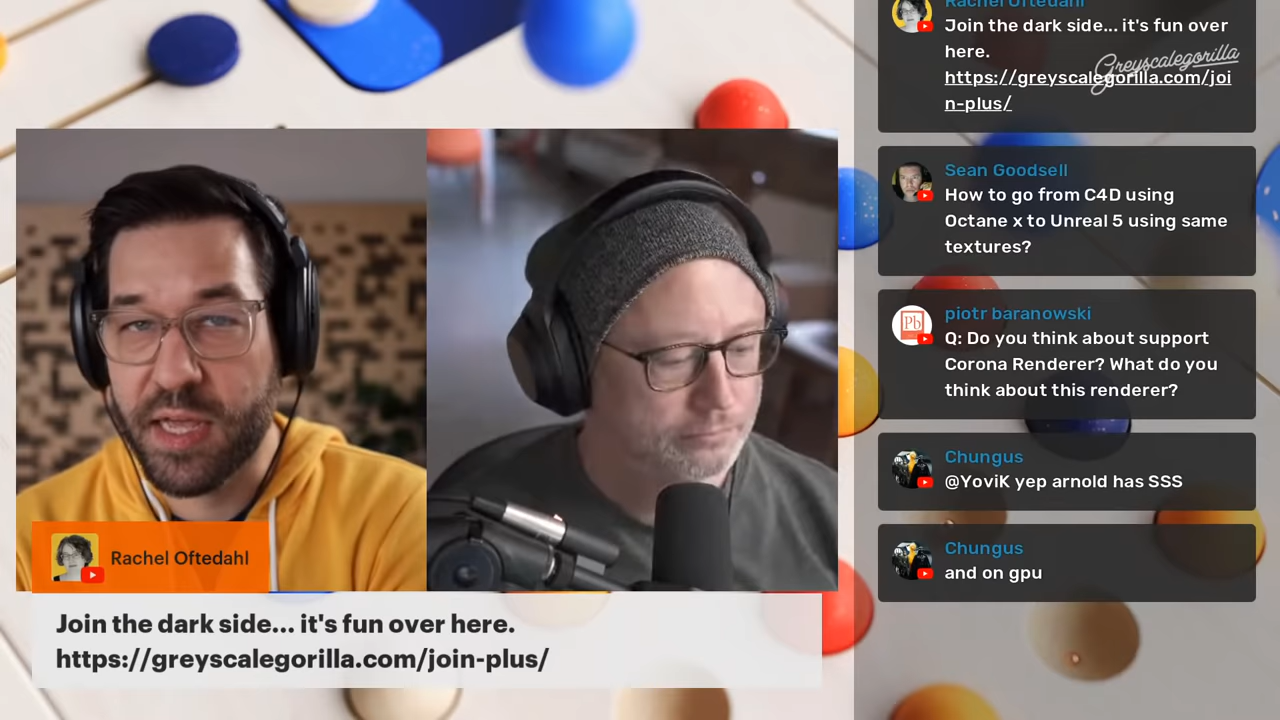 Rachel Oftedahl
Join the dark side... it's fun over here.
https://greyscalegorilla.com/join-plus/
Rachel Oftedahl
Join the dark side... it's fun over
here.
https://greyscalegorilla.com/joi
n-plus/
Greyscalegorilla
Sean Goodsell
How to go from C4D using
Octane x to Unreal 5 using same
textures?
piotr baranowski
Pb
Q: Do you think about support
Corona Renderer? What do you
think about this renderer?
Chungus
@YoviK yep arnold has SSS
Chungus
and on gpu